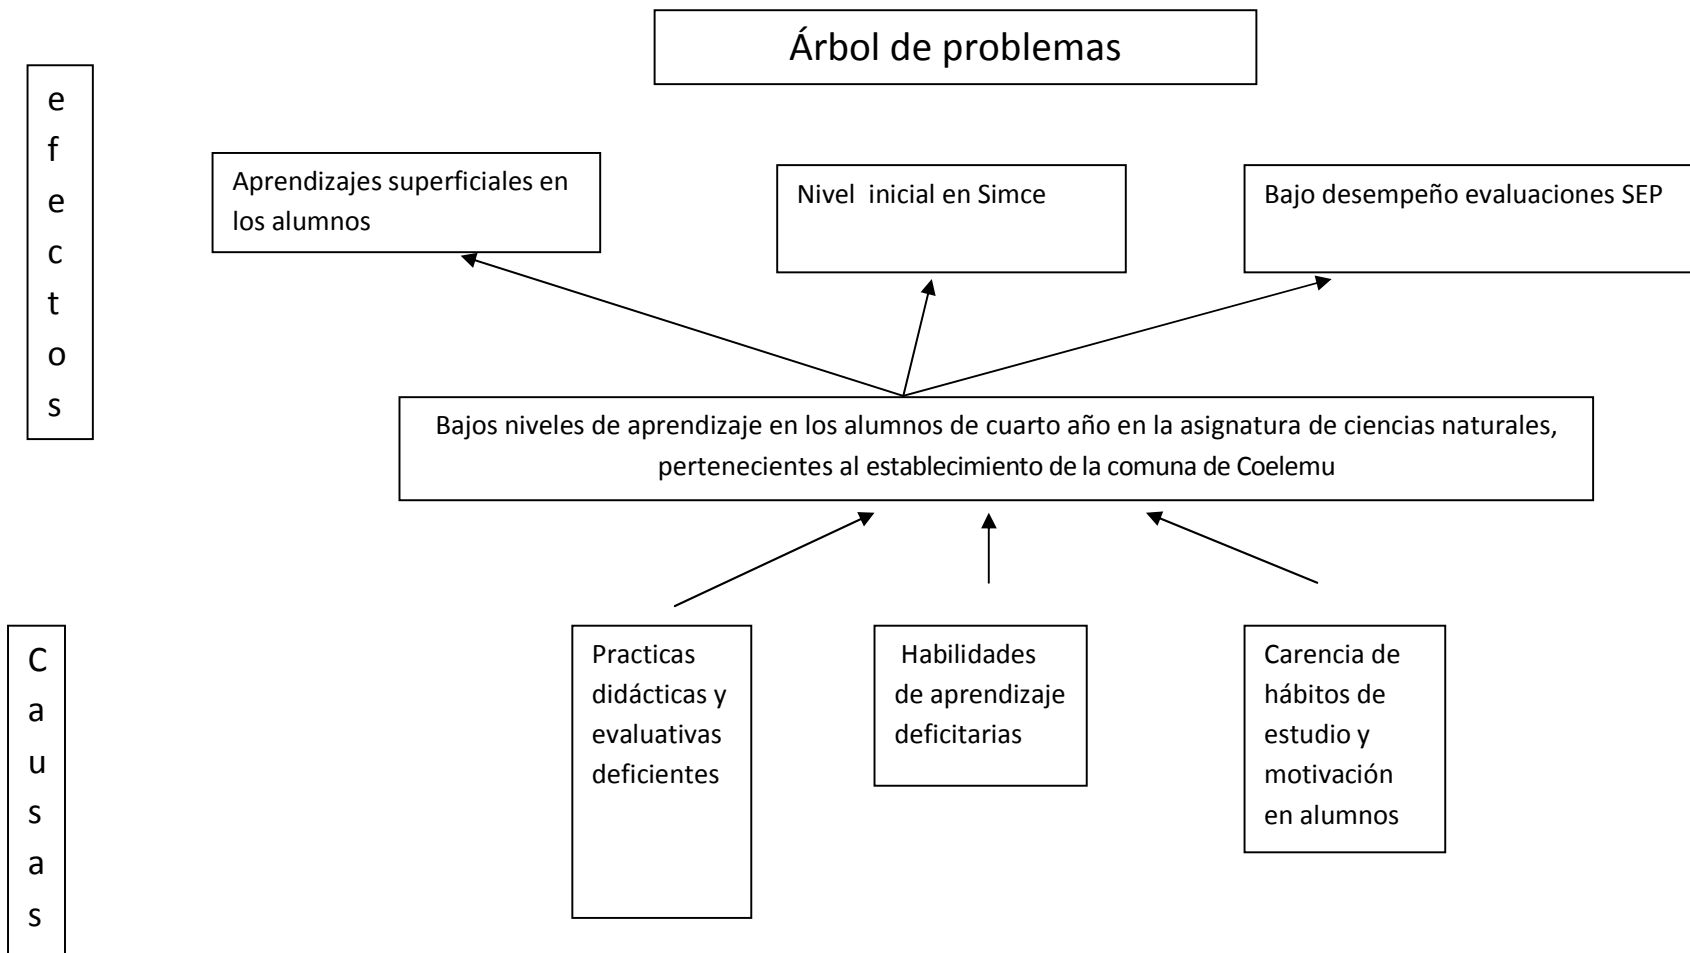 Árbol de problemas
efectos
Aprendizajes superficiales en
los alumnos
Nivel inicial en Simce
Bajo desempeño evaluaciones SEP
Bajos niveles de aprendizaje en los alumnos de cuarto año en la asignatura de ciencias naturales,
pertenecientes al establecimiento de la comuna de Coelemu
Causas
Practicas
didácticas y
evaluativas
deficientes
Habilidades
de aprendizaje
deficitarias
Carencia de
hábitos de
estudio y
motivación
en alumnos